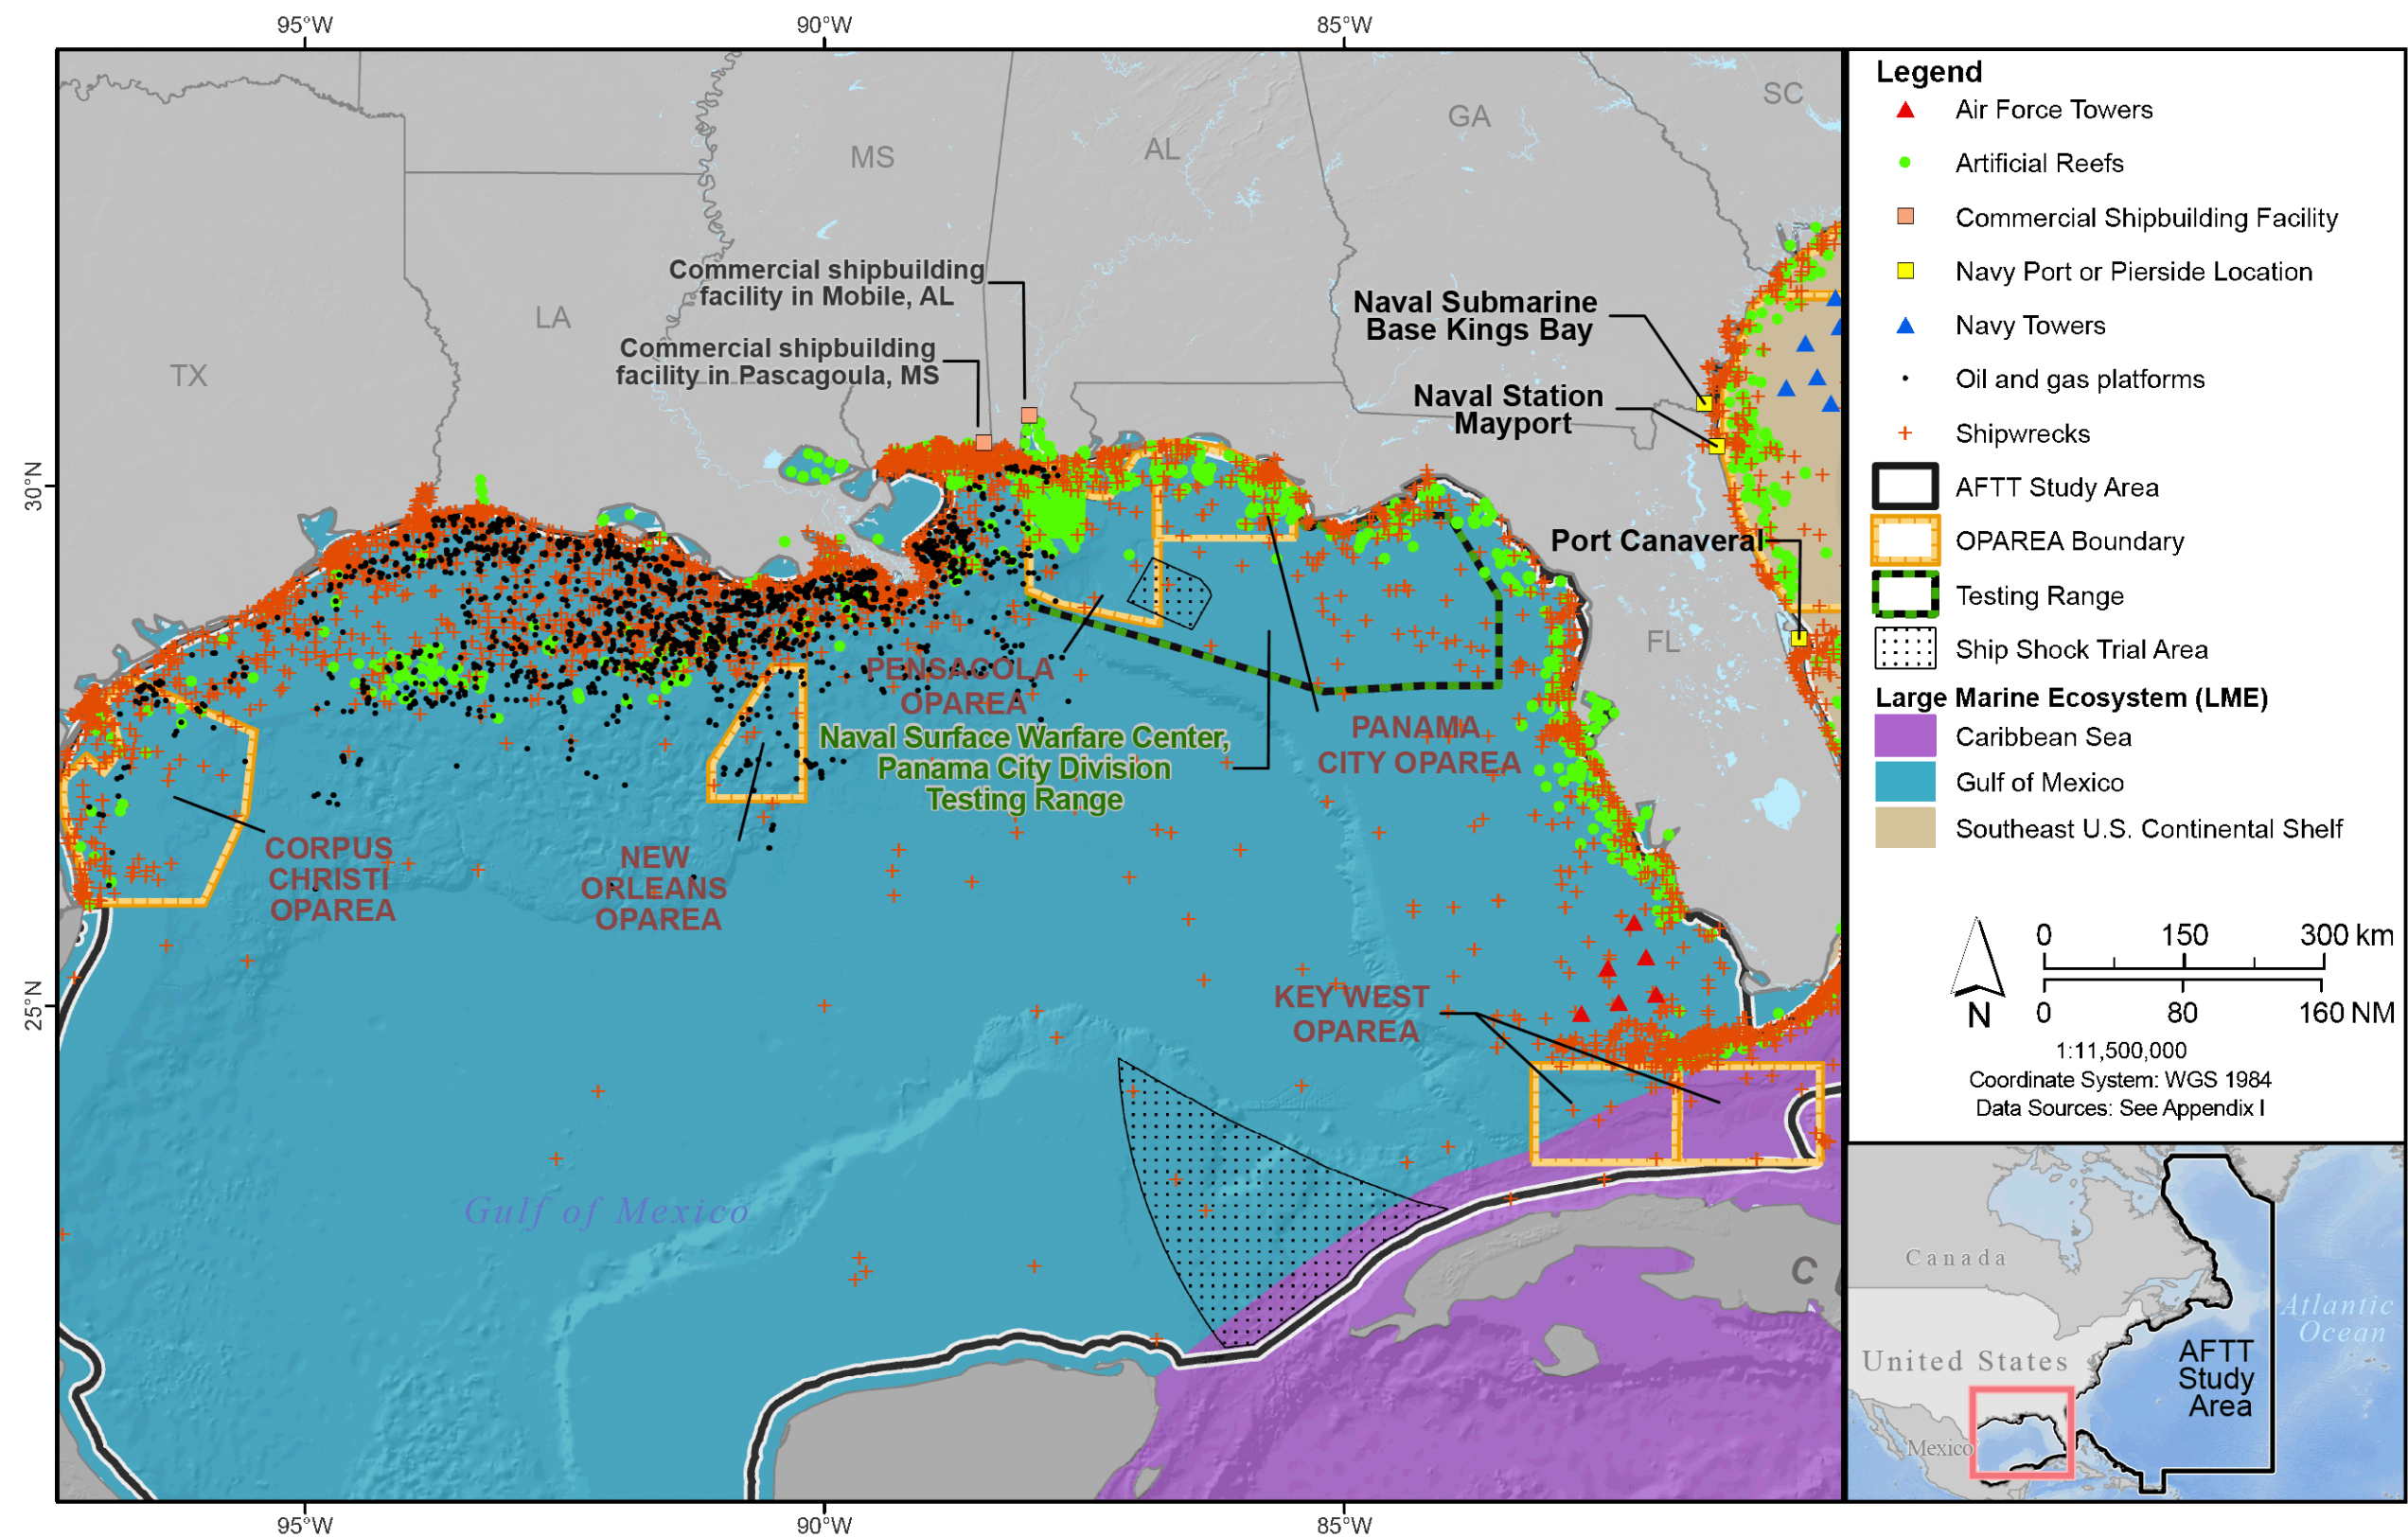 95°W
90°W
85°W
30°N
25°N
SC
GA
MS
AL
LA
TX
FL
Commercial shipbuilding
facility in Mobile, AL
Commercial shipbuilding
facility in Pascagoula, MS
Naval Submarine
Base Kings Bay
Naval Station
Mayport
Port Canaveral
PENSACOLA
OPAREA
Naval Surface Warfare Center,
Panama City Division
Testing Range
PANAMA
CITY OPAREA
CORPUS
CHRISTI
OPAREA
NEW
ORLEANS
OPAREA
KEY WEST
OPAREA
Gulf of Mexico
C
95°W
90°W
85°W
Legend
Air Force Towers
Artificial Reefs
Commercial Shipbuilding Facility
Navy Port or Pierside Location
Navy Towers
Oil and gas platforms
Shipwrecks
AFTT Study Area
OPAREA Boundary
Testing Range
Ship Shock Trial Area
Large Marine Ecosystem (LME)
Caribbean Sea
Gulf of Mexico
Southeast U.S. Continental Shelf
N
0 150 300 km
0 80 160 NM
1:11,500,000
Coordinate System: WGS 1984
Data Sources: See Appendix I
Canada
United States
Mexico
Atlantic
Ocean
AFTT
Study
Area